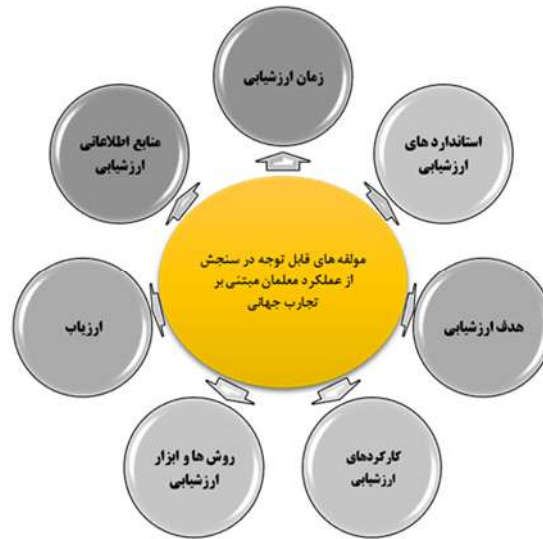 زمان ارزشیابی
استاندارد های
ارزشیابی
هدف ارزشیابی
کارکردهای
ارزشیابی
روش ها و ابزار
ارزشیابی
ارزیاب
منابع اطلاعاتی
ارزشیابی
مولفه های قابل توجه در سنجش
از عملکرد معلمان مبتنی بر
تجارب جهانی